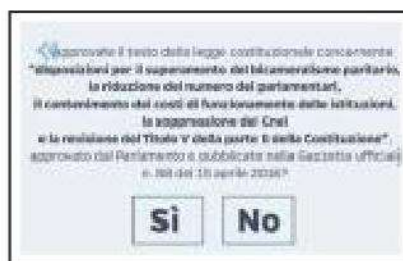 approvate il testo della legge costituzionale concernente
"disposizioni per il superamento del bicameralismo paritario,
la riduzione del numero dei parlamentari,
il contenimento dei costi di funzionamento delle istituzioni,
la soppressione del Cnel
e la revisione del Titolo V della parte II della Costituzione",
approvato dal Parlamento e pubblicato nella Gazzetta ufficiale
n. 88 del 15 aprile 2016?
Sì No